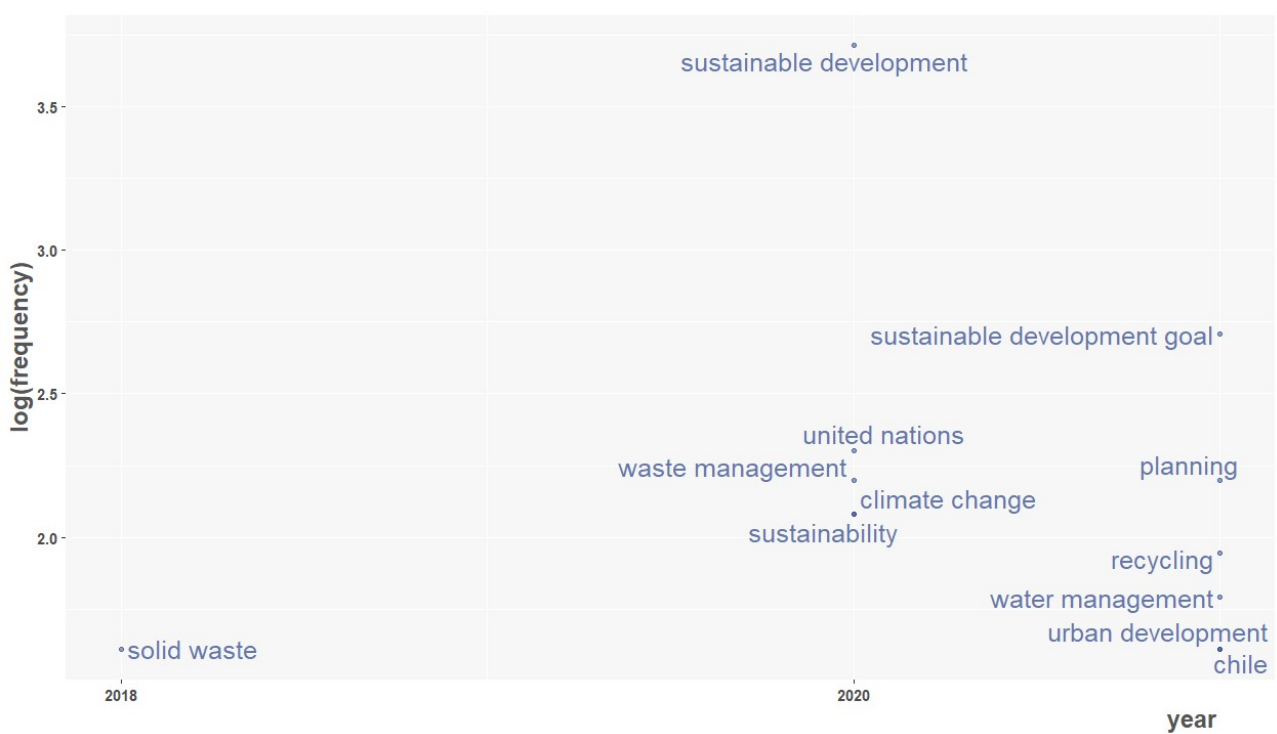 sustainable development
3.5
3.0
sustainable development goal
log(frequency)
2.5
united nations
waste management
planning
climate change
2.0
sustainability
recycling
water management
urban development
solid waste
chile
2018
2020
year